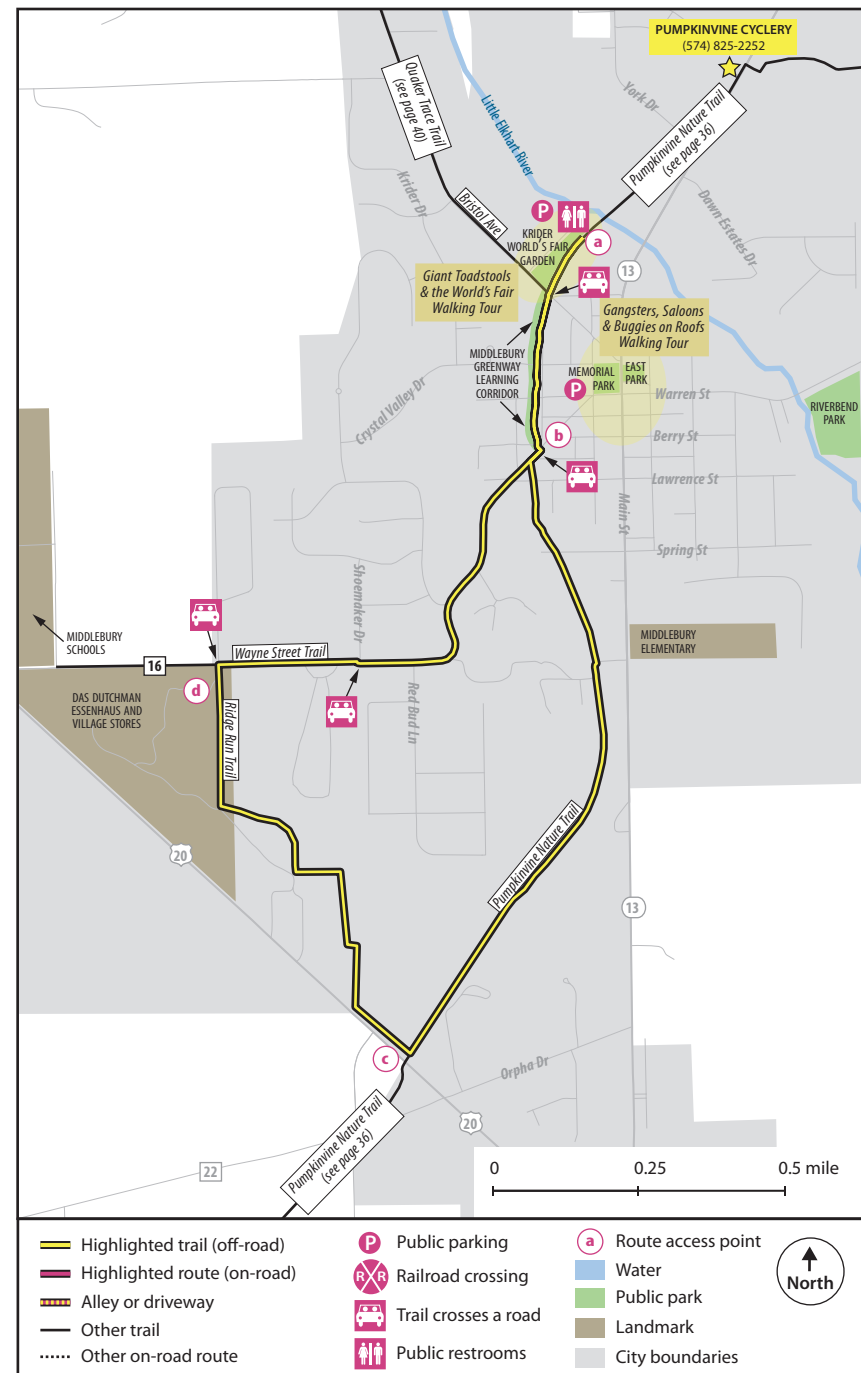 PUMPKINVINE CYCLERY
(574) 825-2252
Quaker Trace Trail
(see page 40)
Little Elkhart River
York Dr
Pumpkinvine Nature Trail
(see page 36)
Krider Dr
Bristol Ave
Dawn Estates Dr
P
KRIDER
WORLD'S FAIR
GARDEN
a
13
Giant Toadstools
& the World's Fair
Walking Tour
Gangsters, Saloons
& Buggies on Roofs
Walking Tour
MIDDLEBURY
GREENWAY
LEARNING
CORRIDOR
MEMORIAL
PARK
EAST
PARK
P
Warren St
RIVERBEND
PARK
Crystal Valley Dr
b
Berry St
Lawrence St
Main St
Spring St
Shoemaker Dr
MIDDLEBURY
SCHOOLS
MIDDLEBURY
ELEMENTARY
16
Wayne Street Trail
d
DAS DUTCHMAN
ESSENHAUS AND
VILLAGE STORES
Ridge Run Trail
Red Bud Ln
20
Pumpkinvine Nature Trail
13
c
Orpha Dr
20
22
Pumpkinvine Nature Trail
(see page 36)
0 0.25 0.5 mile
Highlighted trail (off-road)
Highlighted route (on-road)
Alley or driveway
Other trail
Other on-road route
P Public parking
R R Railroad crossing
Trail crosses a road
Public restrooms
a Route access point
Water
Public park
Landmark
City boundaries
North